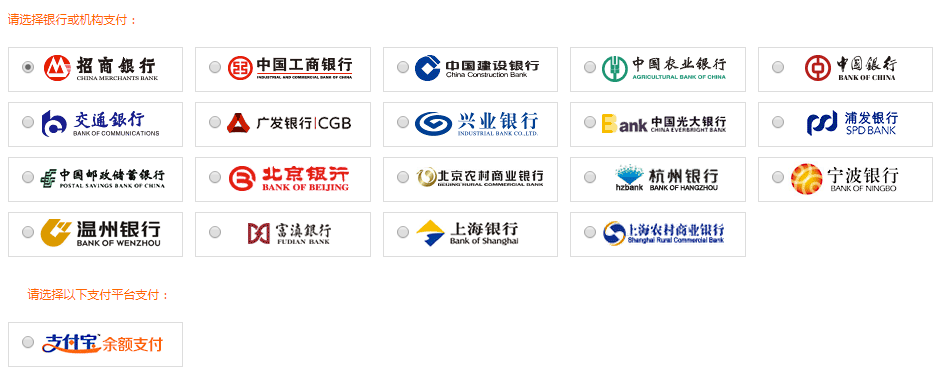 请选择银行或机构支付：
招商銀行
CHINA MERCHANTS BANK
中国工商银行
INDUSTRIAL AND COMMERCIAL BANK OF CHINA
中国建设银行
China Construction Bank
中国农业银行
AGRICULTURAL BANK OF CHINA
中国銀行
BANK OF CHINA
交通銀行
BANK OF COMMUNICATIONS
广发银行|CGB
兴业银行
INDUSTRIAL BANK CO.,LTD.
Bank 中国光大银行
CHINA EVERBRIGHT BANK
浦发银行
SPD BANK
中国邮政储蓄银行
POSTAL SAVINGS BANK OF CHINA
北京银行
BANK OF BEIJING
北京农村商业银行
BEIJING RURAL COMMERCIAL BANK
hzbank
杭州银行
BANK OF HANGZHOU
宁波银行
BANK OF NINGBO
温州银行
BANK OF WENZHOU
富滇银行
FUDIAN BANK
上海银行
Bank of Shanghai
上海农村商业银行
Shanghai Rural Commercial Bank
请选择以下支付平台支付：
支付宝 余额支付